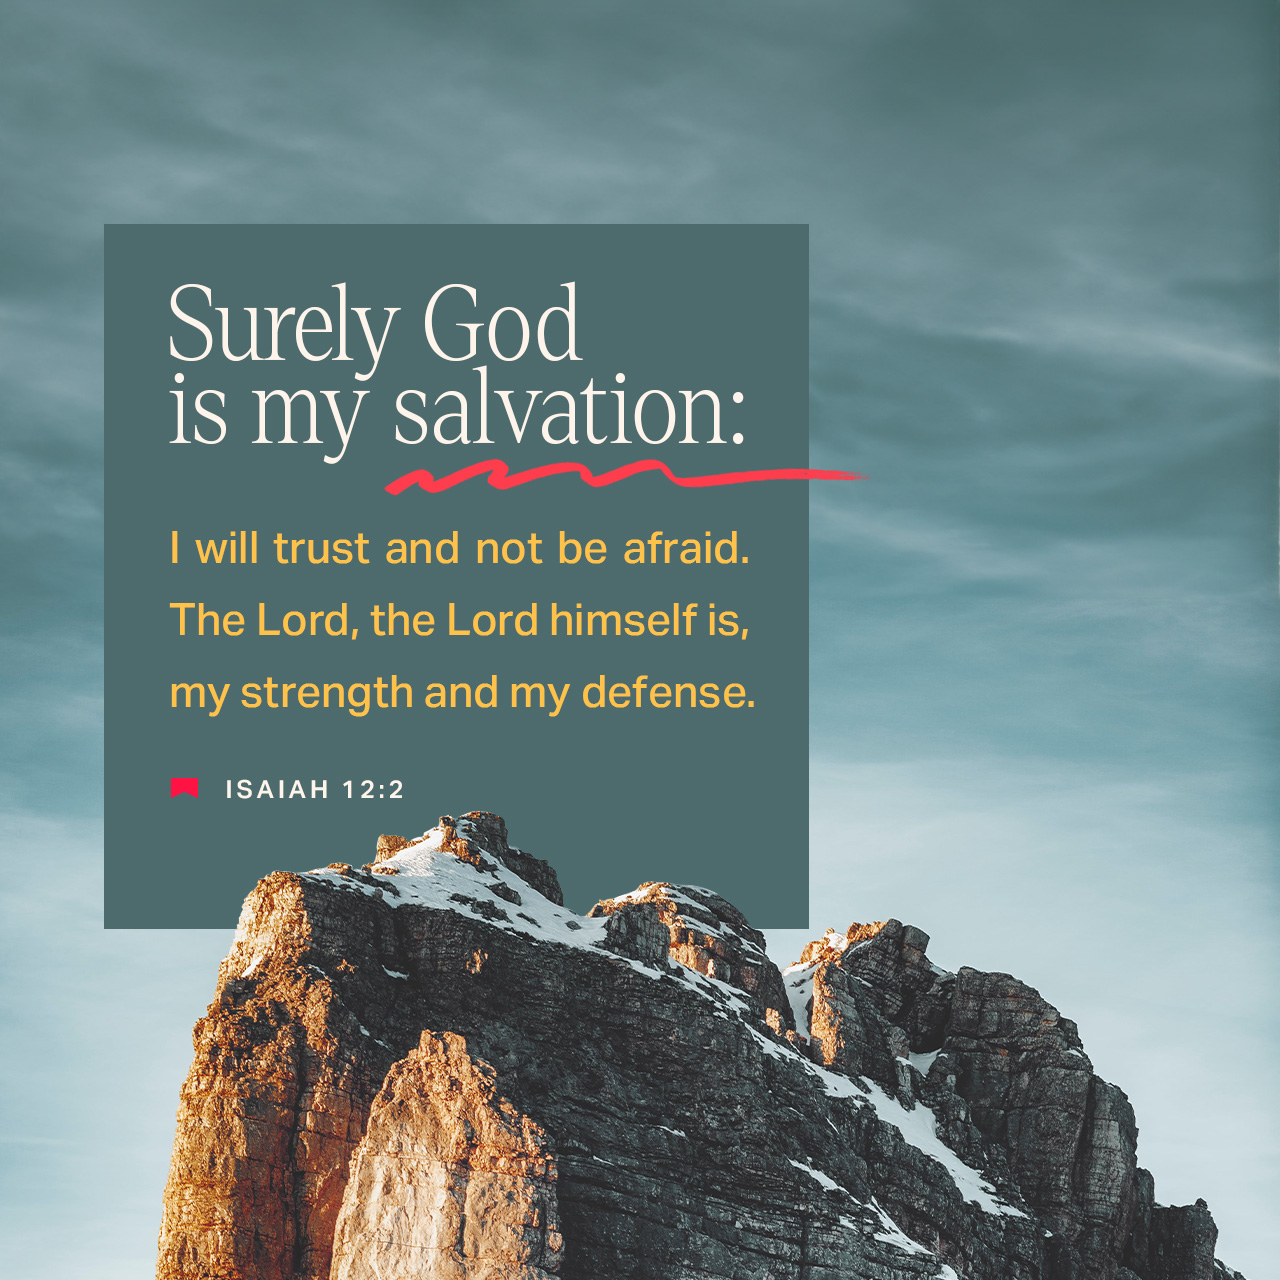 Surely God
is my salvation:
I will trust and not be afraid.
The Lord, the Lord himself is,
my strength and my defense.
ISAIAH 12:2